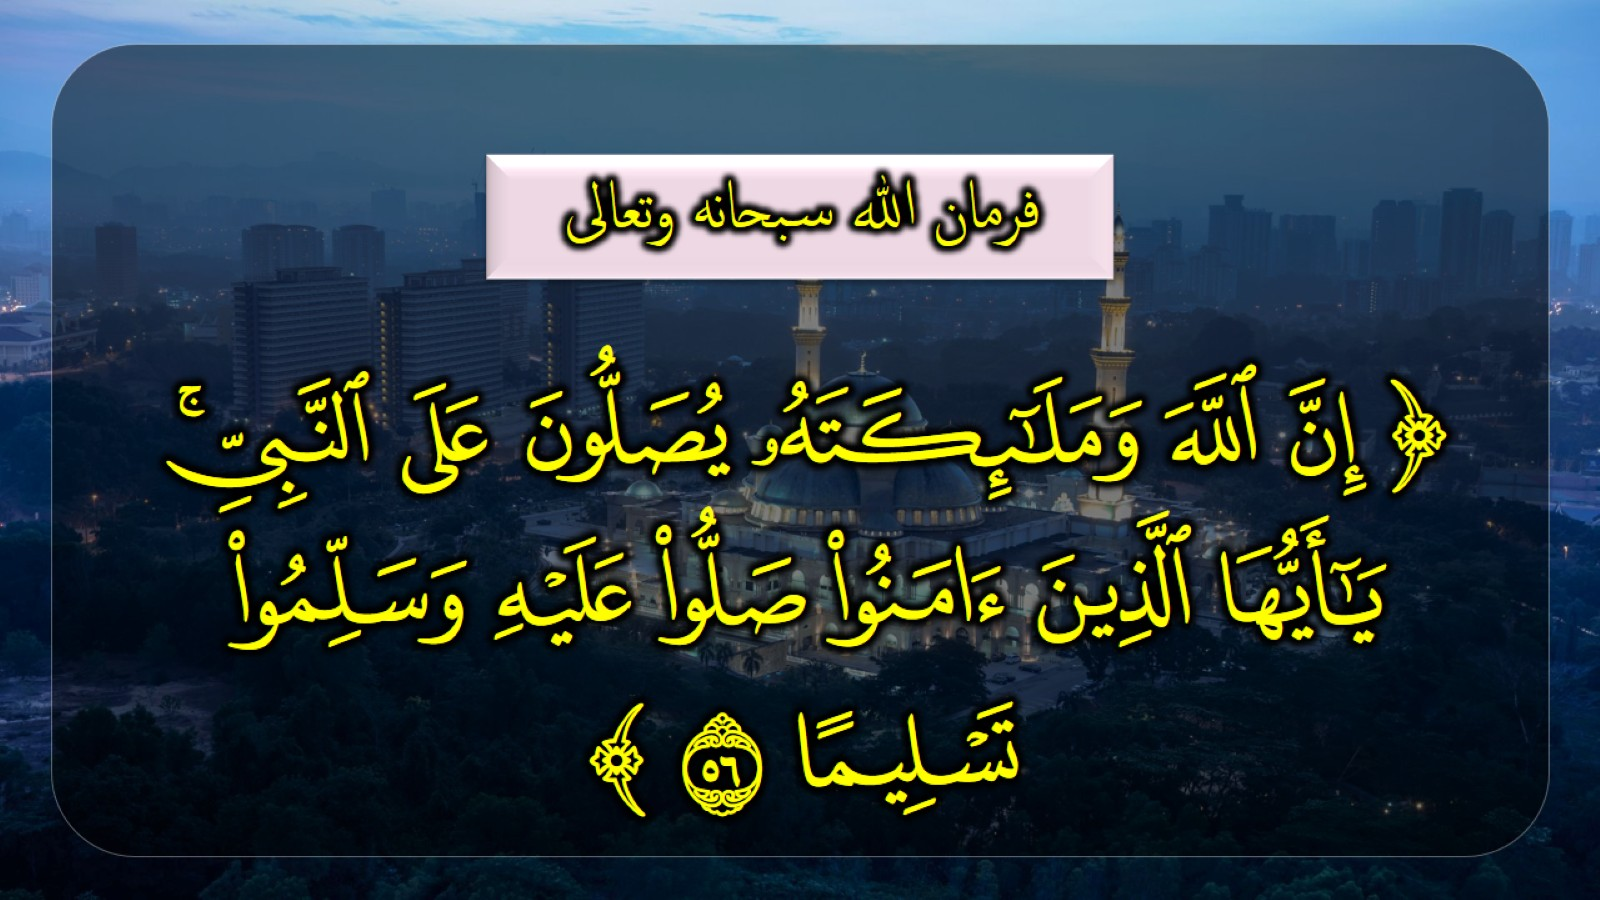 فرمان الله سبحانه وتعالى
﴿ إِنَّ ٱللَّهَ وَمَلَـٰٓئِكَتَهُۥ يُصَلُّونَ عَلَى ٱلنَّبِىِّۚ
يَـٰٓأَيُّهَا ٱلَّذِينَ ءَامَنُوا۟ صَلُّوا۟ عَلَيْهِ وَسَلِّمُوا۟
تَسْلِيمًا ٥٦ ﴾